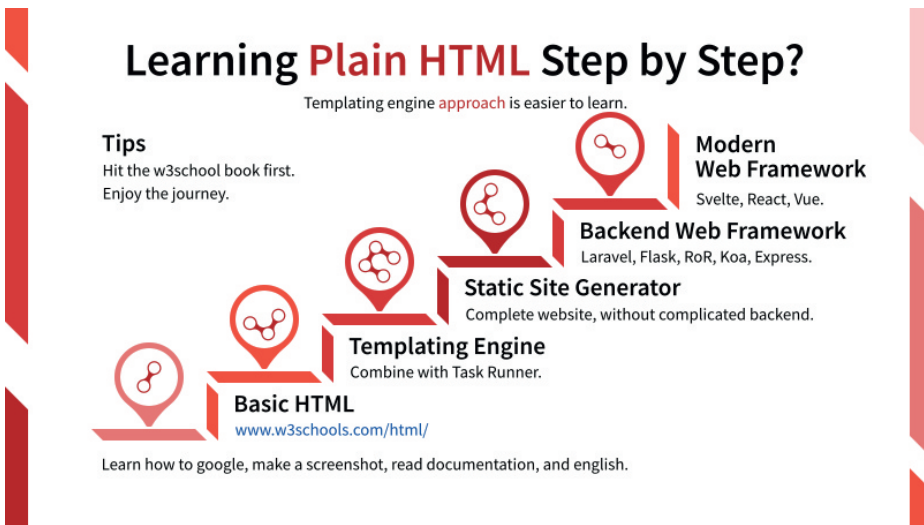 Learning Plain HTML Step by Step?
Templating engine approach is easier to learn.
Tips
Hit the w3school book first.
Enjoy the journey.
Modern
Web Framework
Svelte, React, Vue.
Backend Web Framework
Laravel, Flask, RoR, Koa, Express.
Static Site Generator
Complete website, without complicated backend.
Templating Engine
Combine with Task Runner.
Basic HTML
www.w3schools.com/html/
Learn how to google, make a screenshot, read documentation, and english.